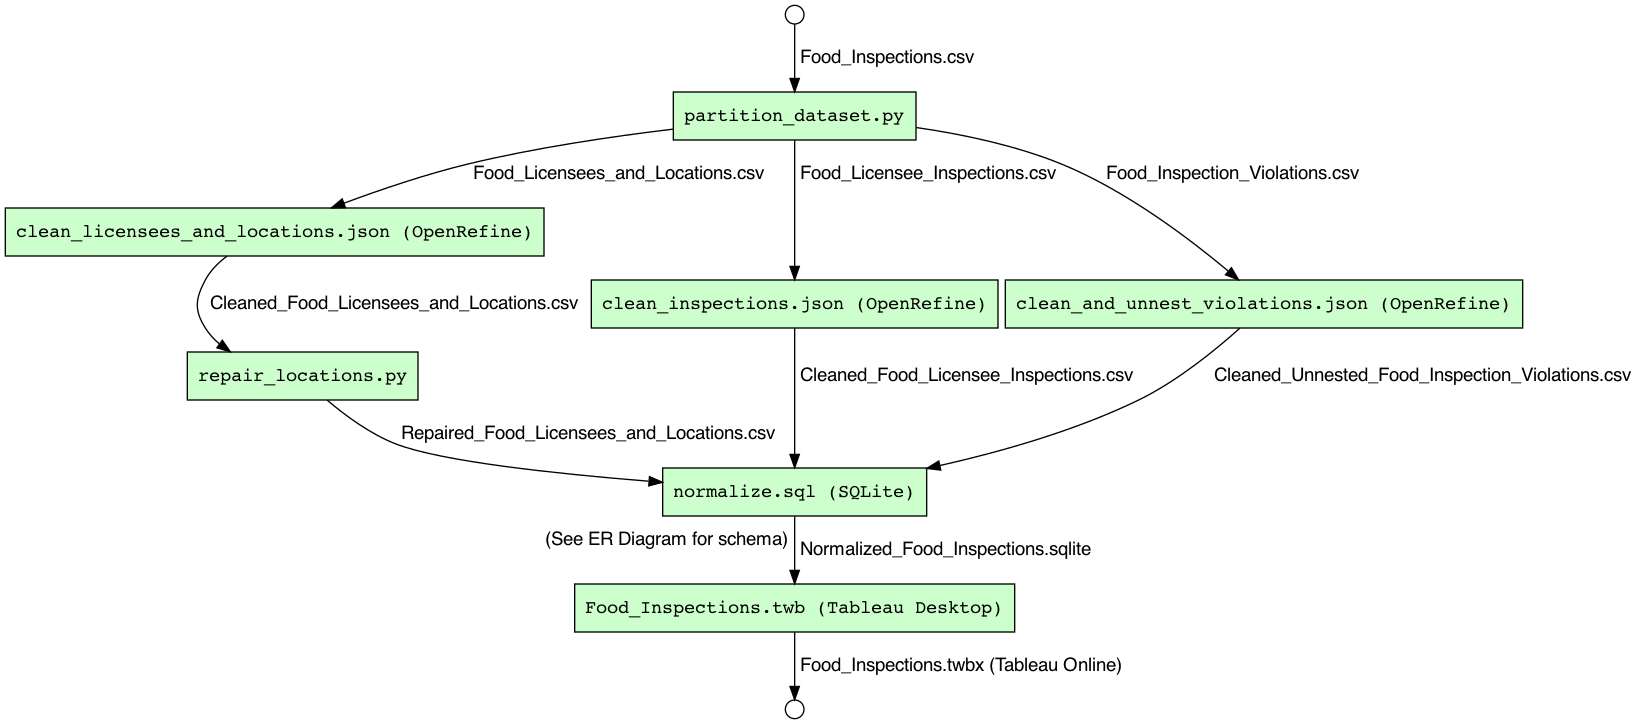 Food_Inspections.csv
partition_dataset.py
Food_Licensees_and_Locations.csv
Food_Licensee_Inspections.csv
Food_Inspection_Violations.csv
clean_licensees_and_locations.json (OpenRefine)
Cleaned_Food_Licensees_and_Locations.csv
clean_inspections.json (OpenRefine)
clean_and_unnest_violations.json (OpenRefine)
repair_locations.py
Cleaned_Food_Licensee_Inspections.csv
Cleaned_Unnested_Food_Inspection_Violations.csv
Repaired_Food_Licensees_and_Locations.csv
normalize.sql (SQLite)
(See ER Diagram for schema)
Normalized_Food_Inspections.sqlite
Food_Inspections.twb (Tableau Desktop)
Food_Inspections.twbx (Tableau Online)